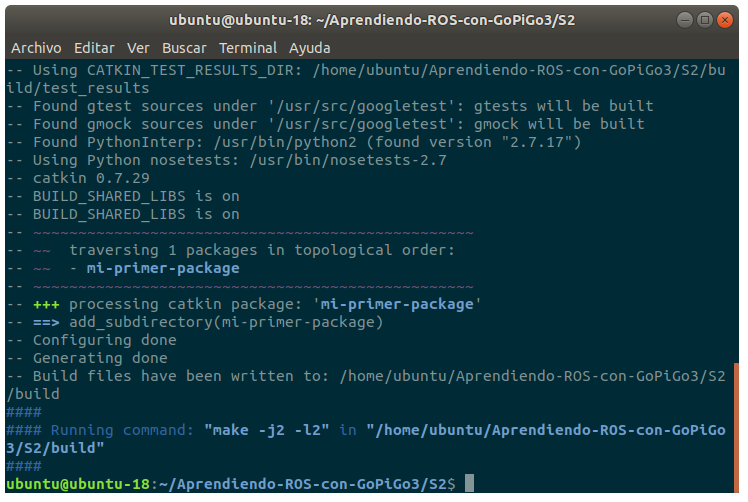 ubuntu@ubuntu-18: ~/Aprendiendo-ROS-con-GoPiGo3/S2
Archivo Editar Ver Buscar Terminal Ayuda
-- Using CATKIN_TEST_RESULTS_DIR: /home/ubuntu/Aprendiendo-ROS-con-GoPiGo3/S2/bu
ild/test_results
-- Found gtest sources under '/usr/src/googletest': gtests will be built
-- Found gmock sources under '/usr/src/googletest': gmock will be built
-- Found PythonInterp: /usr/bin/python2 (found version "2.7.17")
-- Using Python nosetests: /usr/bin/nosetests-2.7
-- catkin 0.7.29
-- BUILD_SHARED_LIBS is on
-- BUILD_SHARED_LIBS is on
-- ~~~~~~~~~~~~~~~~~~~~~~~~~~~~~~~~~~~~~~~~~~~~~~~~~
-- ~~  traversing 1 packages in topological order:
-- ~~  - mi-primer-package
-- ~~~~~~~~~~~~~~~~~~~~~~~~~~~~~~~~~~~~~~~~~~~~~~~~~
-- +++ processing catkin package: 'mi-primer-package'
-- ==> add_subdirectory(mi-primer-package)
-- Configuring done
-- Generating done
-- Build files have been written to: /home/ubuntu/Aprendiendo-ROS-con-GoPiGo3/S2
/build
####
#### Running command: "make -j2 -l2" in "/home/ubuntu/Aprendiendo-ROS-con-GoPiGo
3/S2/build"
####
ubuntu@ubuntu-18:~/Aprendiendo-ROS-con-GoPiGo3/S2$